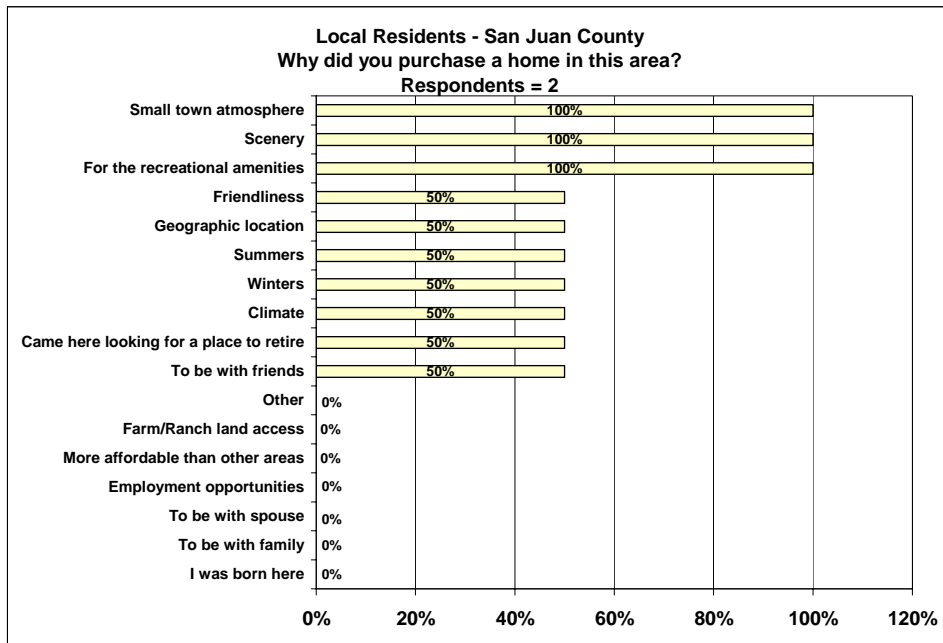 Local Residents - San Juan County
Why did you purchase a home in this area?
Respondents = 2
Small town atmosphere 100%
Scenery 100%
For the recreational amenities 100%
Friendliness 50%
Geographic location 50%
Summers 50%
Winters 50%
Climate 50%
Came here looking for a place to retire 50%
To be with friends 50%
Other 0%
Farm/Ranch land access 0%
More affordable than other areas 0%
Employment opportunities 0%
To be with spouse 0%
To be with family 0%
I was born here 0%
0% 20% 40% 60% 80% 100% 120%